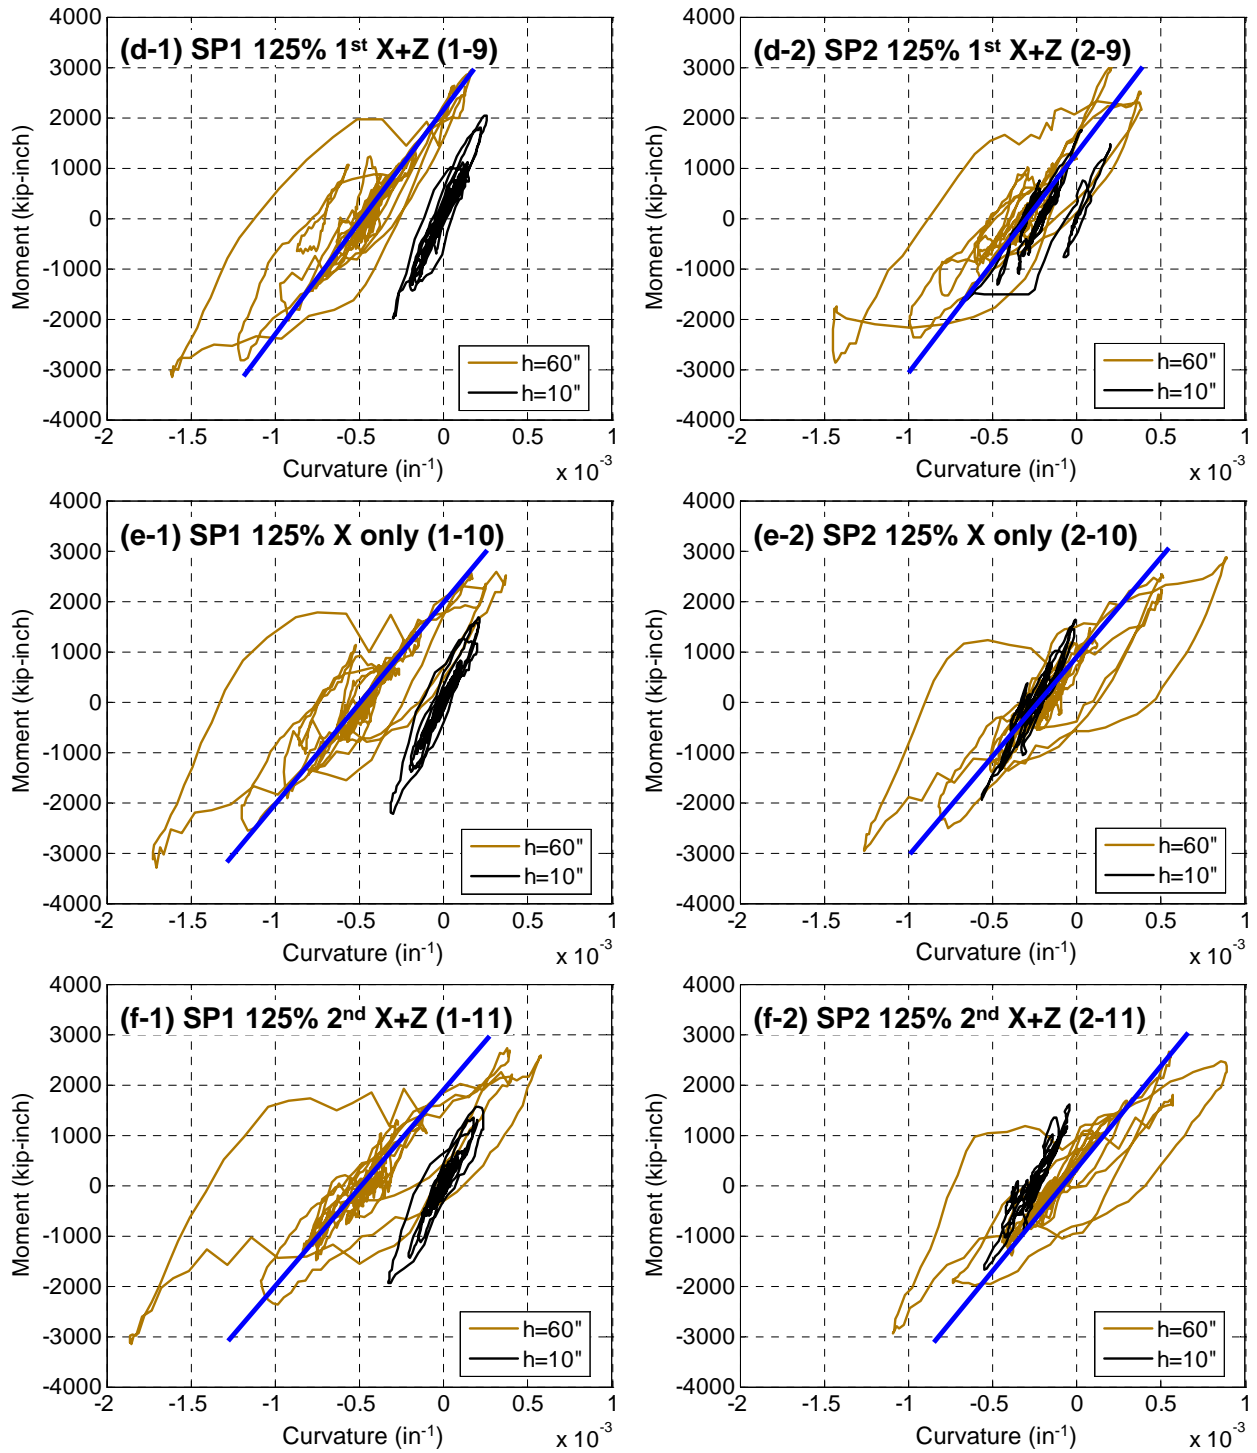 (d-1) SP1 125% 1st X+Z (1-9)
4000
3000
2000
1000
0
-1000
-2000
-3000
-4000
Moment (kip-inch)
h=60"
h=10"
-2 -1.5 -1 -0.5 0 0.5 1
Curvature (in-1)
x 10-3
(d-2) SP2 125% 1st X+Z (2-9)
4000
3000
2000
1000
0
-1000
-2000
-3000
-4000
Moment (kip-inch)
h=60"
h=10"
-2 -1.5 -1 -0.5 0 0.5 1
Curvature (in-1)
x 10-3
(e-1) SP1 125% X only (1-10)
4000
3000
2000
1000
0
-1000
-2000
-3000
-4000
Moment (kip-inch)
h=60"
h=10"
-2 -1.5 -1 -0.5 0 0.5 1
Curvature (in-1)
x 10-3
(e-2) SP2 125% X only (2-10)
4000
3000
2000
1000
0
-1000
-2000
-3000
-4000
Moment (kip-inch)
h=60"
h=10"
-2 -1.5 -1 -0.5 0 0.5 1
Curvature (in-1)
x 10-3
(f-1) SP1 125% 2nd X+Z (1-11)
4000
3000
2000
1000
0
-1000
-2000
-3000
-4000
Moment (kip-inch)
h=60"
h=10"
-2 -1.5 -1 -0.5 0 0.5 1
Curvature (in-1)
x 10-3
(f-2) SP2 125% 2nd X+Z (2-11)
4000
3000
2000
1000
0
-1000
-2000
-3000
-4000
Moment (kip-inch)
h=60"
h=10"
-2 -1.5 -1 -0.5 0 0.5 1
Curvature (in-1)
x 10-3